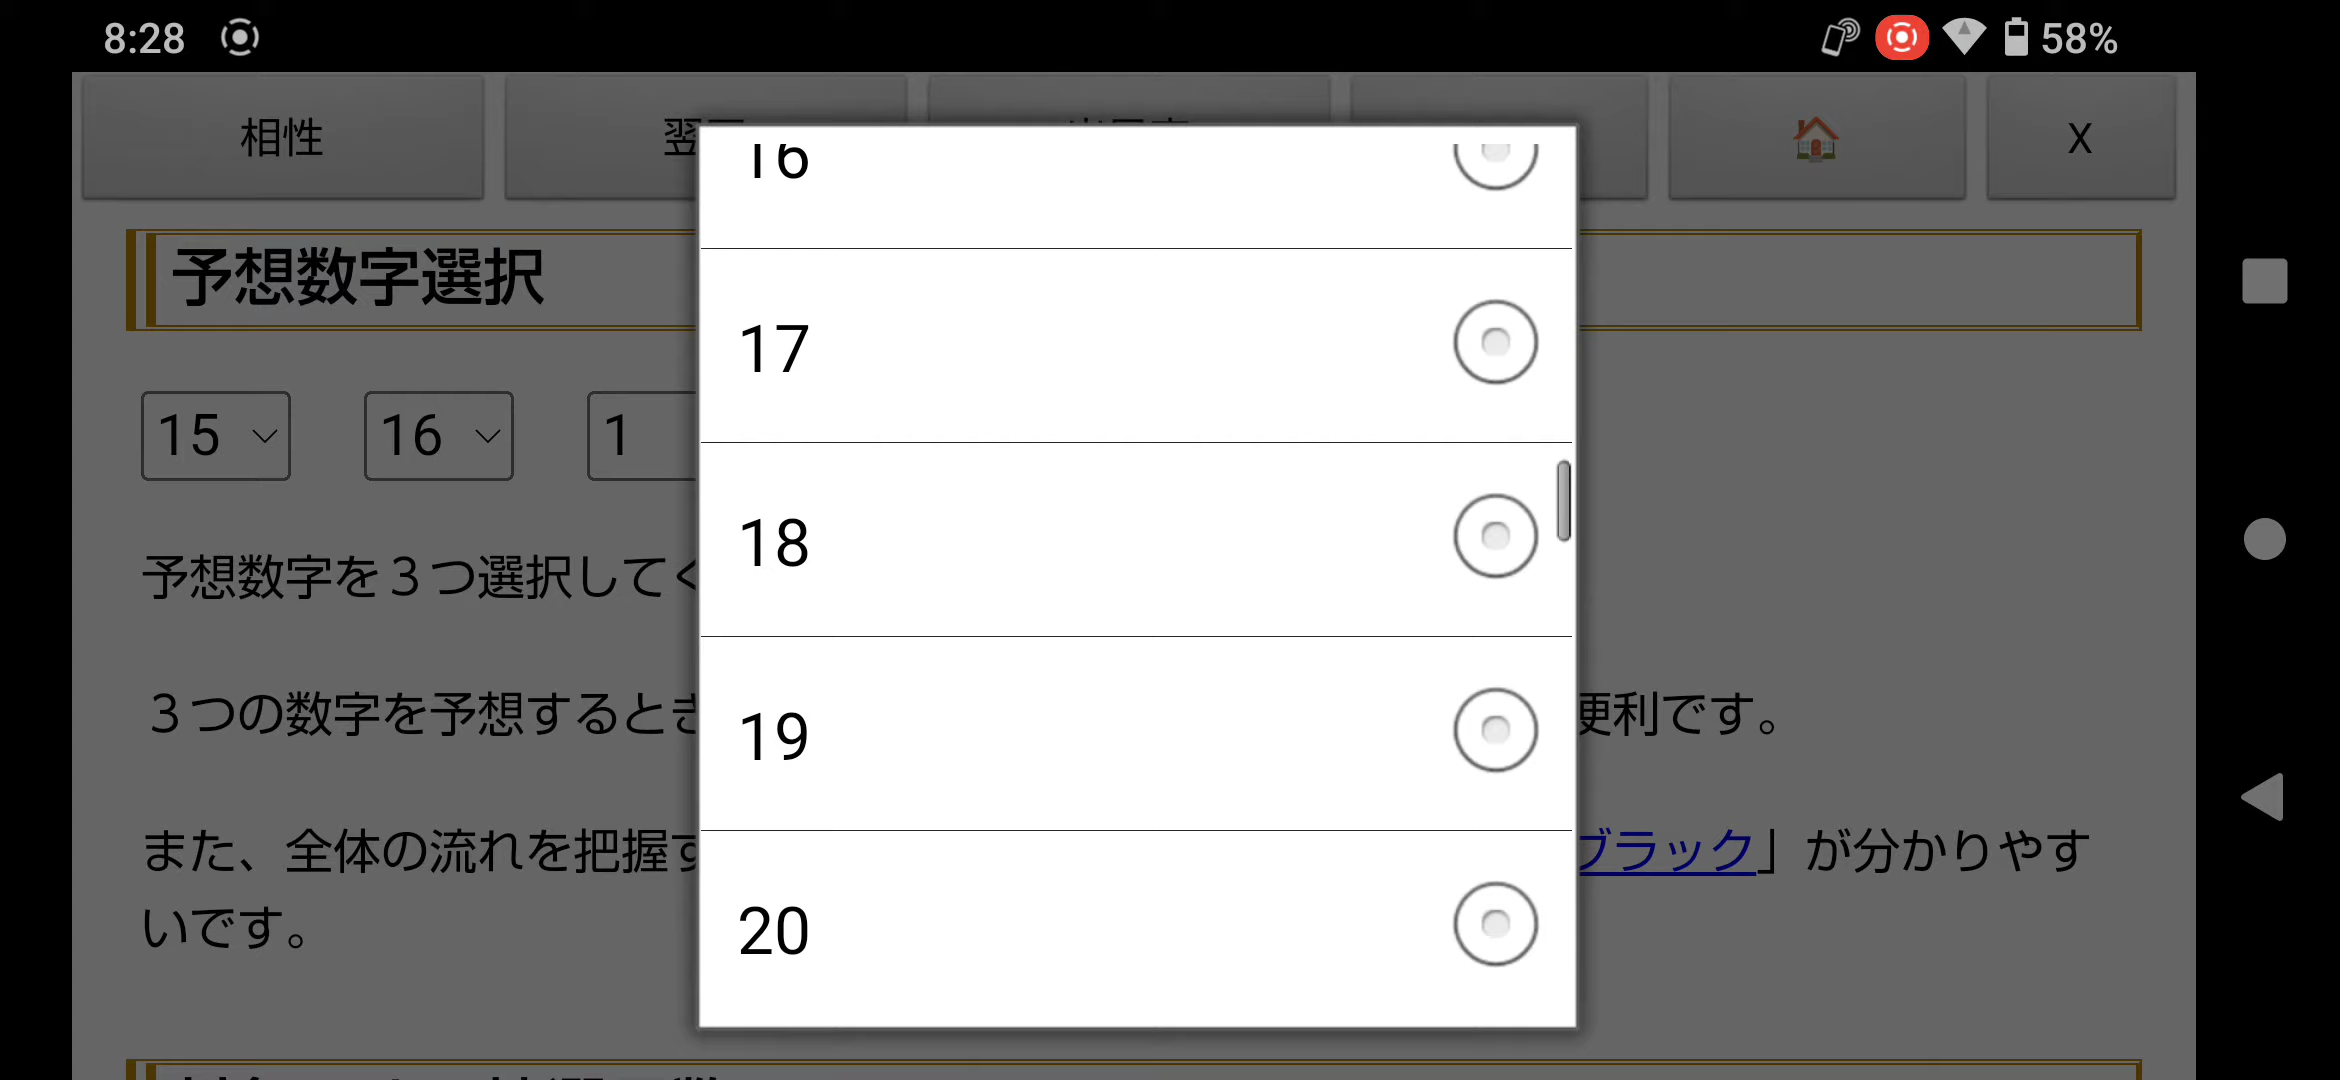 8:28 58%
相性 翌 X
予想数字選択
15 16 1
予想数字を３つ選択してく
３つの数字を予想するとき 便利です。
また、全体の流れを把握す ブラック」が分かりやす
いです。
16
17
18
19
20